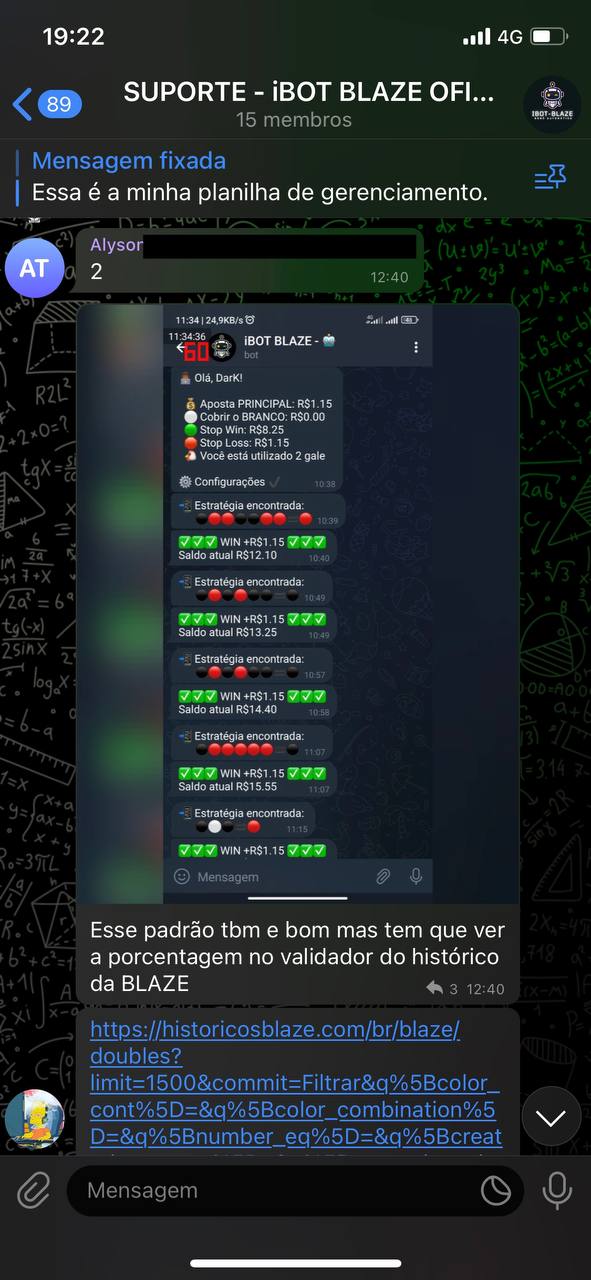 19:22
4G
89
SUPORTE - iBOT BLAZE OFI...
15 membros
IBOT-BLAZE
Mensagem fixada
Essa é a minha planilha de gerenciamento.
AT
Alyson
2
12:40
11:34 | 24,9KB/s
11:34:36
60
iBOT BLAZE -
bot
Olá, DarK!
Aposta PRINCIPAL: R$1.15
Cobrir o BRANCO: R$0.00
Stop Win: R$8.25
Stop Loss: R$1.15
Você está utilizado 2 gale
Configurações
10:38
Estratégia encontrada:
10:39
WIN +R$1.15
Saldo atual R$12.10
10:40
Estratégia encontrada:
10:49
WIN +R$1.15
Saldo atual R$13.25
10:49
Estratégia encontrada:
10:57
WIN +R$1.15
Saldo atual R$14.40
10:58
Estratégia encontrada:
11:07
WIN +R$1.15
Saldo atual R$15.55
11:07
Estratégia encontrada:
11:15
WIN +R$1.15
Mensagem
Esse padrão tbm e bom mas tem que ver
a porcentagem no validador do histórico
da BLAZE
3 12:40
https://historicosblaze.com/br/blaze/
doubles?
limit=1500&commit=Filtrar&q%5Bcolor_
cont%5D=&q%5Bcolor_combination%5
D=&q%5Bnumber_eq%5D=&q%5Bcreat
Mensagem